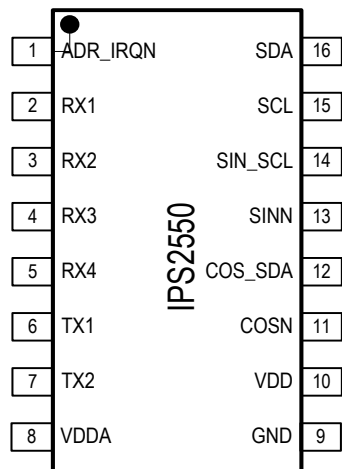 1 ADR_IRQN SDA 16
2 RX1 SCL 15
3 RX2 SIN_SCL 14
4 RX3 SINN 13
5 RX4 COS_SDA 12
6 TX1 COSN 11
7 TX2 VDD 10
8 VDDA GND 9
IPS2550